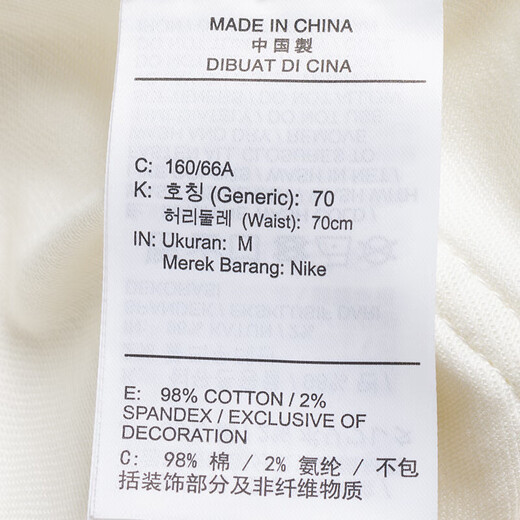 MADE IN CHINA
中国製
DIBUAT DI CINA
C: 160/66A
K: 호칭 (Generic): 70
허리둘레 (Waist): 70cm
IN: Ukuran: M
Merek Barang: Nike
E: 98% COTTON / 2%
SPANDEX / EXCLUSIVE OF
DECORATION
C: 98% 棉 / 2% 氨纶 / 不包
括装饰部分及非纤维物质